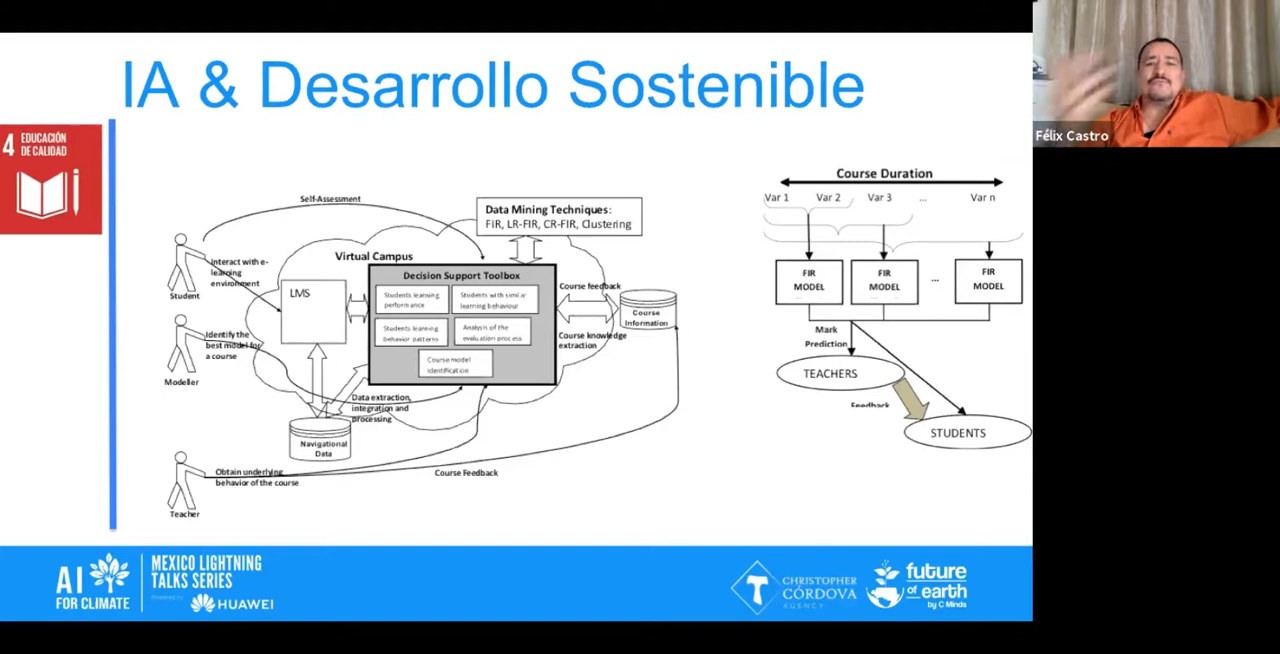 IA & Desarrollo Sostenible
Félix Castro
4 EDUCACIÓN
DE CALIDAD
Self-Assessment
Data Mining Techniques:
FIR, LR-FIR, CR-FIR, Clustering
Virtual Campus
Student
Interact with e-
learning
environment
LMS
Decision Support Toolbox
Students learning
performance
Students with similar
learning behaviour
Students learning
behavior patterns
Analysis of the
evaluation process
Course model
identification
Course feedback
Course
Information
Course knowledge
extraction
Identify the
best model for
a course
Modeller
Data extraction,
integration and
processing
Navigational
Data
Obtain underlying
behavior of the course
Course Feedback
Teacher
Course Duration
Var 1 Var 2 Var 3 ... Var n
FIR
MODEL
FIR
MODEL
...
FIR
MODEL
Mark
Prediction
TEACHERS
Feedback
STUDENTS
AI
FOR CLIMATE
MEXICO LIGHTNING
TALKS SERIES
HUAWEI
CHRISTOPHER
CÓRDOVA
AGENCY
future
of earth
by C Minds